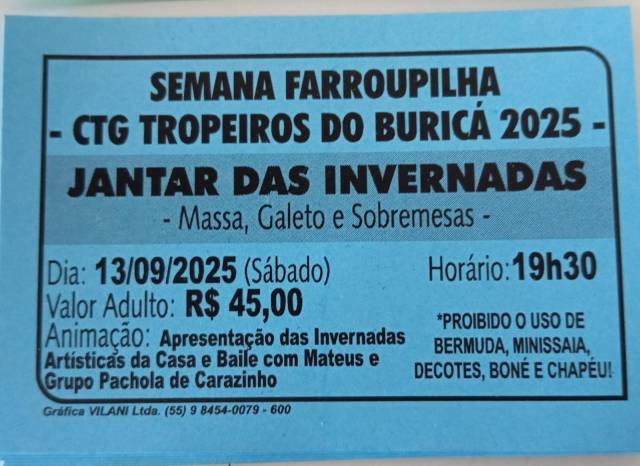 SEMANA FARROUPILHA
- CTG TROPEIROS DO BURICÁ 2025 -
JANTAR DAS INVERNADAS
- Massa, Galeto e Sobremesas -
Dia: 13/09/2025 (Sábado)
Horário:19h30
Valor Adulto: R$ 45,00
Animação: Apresentação das Invernadas
Artísticas da Casa e Baile com Mateus e
Grupo Pachola de Carazinho
*PROIBIDO O USO DE
BERMUDA, MINISSAIA,
DECOTES, BONÉ E CHAPÉU!
Gráfica VILANI Ltda. (55) 9 8454-0079 - 600